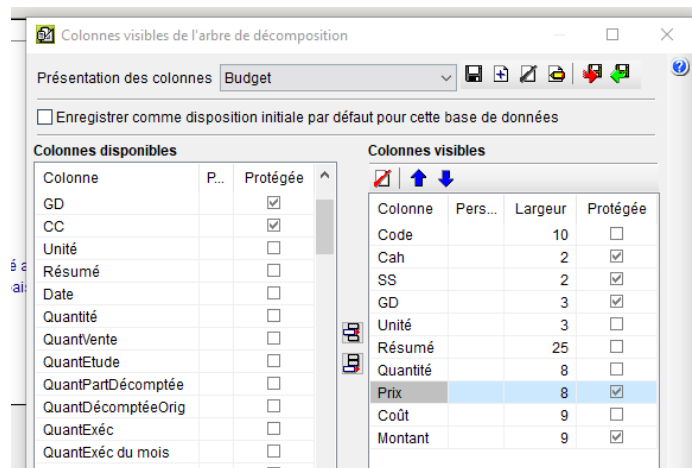 Colonnes visibles de l'arbre de décomposition
Présentation des colonnes Budget
Enregistrer comme disposition initiale par défaut pour cette base de données
Colonnes disponibles
Colonne P... Protégée
GD
CC
Unité
Résumé
Date
Quantité
QuantVente
QuantEtude
QuantPartDécomptée
QuantDécomptéeOrig
QuantExéc
QuantExéc du mois
Colonnes visibles
Colonne Pers... Largeur Protégée
Code 10
Cah 2
SS 2
GD 3
Unité 3
Résumé 25
Quantité 8
Prix 8
Coût 9
Montant 9